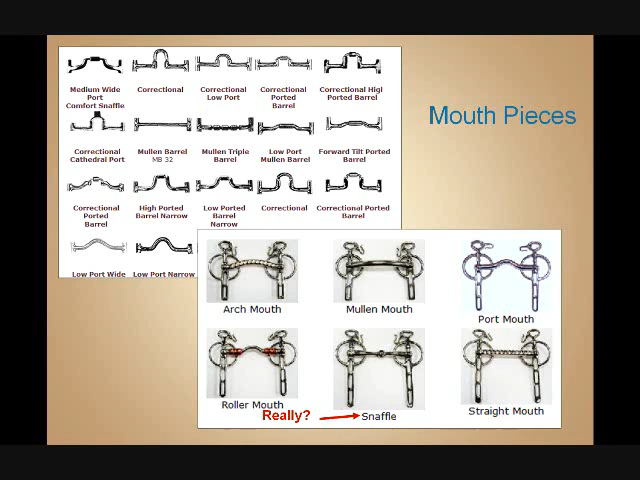 Mouth Pieces
Medium Wide
Port
Comfort Snaffle
Correctional
Correctional
Low Port
Correctional
Ported
Barrel
Correctional High
Ported Barrel
Correctional
Cathedral Port
Mullen Barrel
MB 32
Mullen Triple
Barrel
Low Port
Mullen Barrel
Forward Tilt Ported
Barrel
Correctional
Ported
Barrel
High Ported
Barrel Narrow
Low Ported
Barrel
Narrow
Correctional
Correctional Ported
Barrel
Low Port Wide
Low Port Narrow
Arch Mouth
Mullen Mouth
Port Mouth
Roller Mouth
Really?
Snaffle
Straight Mouth